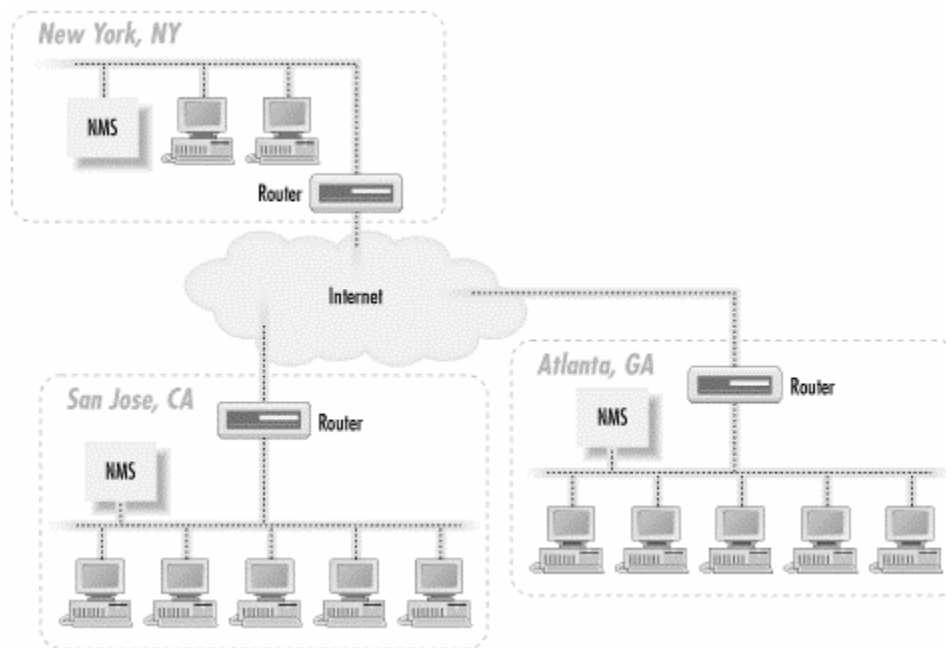 New York, NY
NMS
Router
Internet
San Jose, CA
Router
NMS
Atlanta, GA
Router
NMS